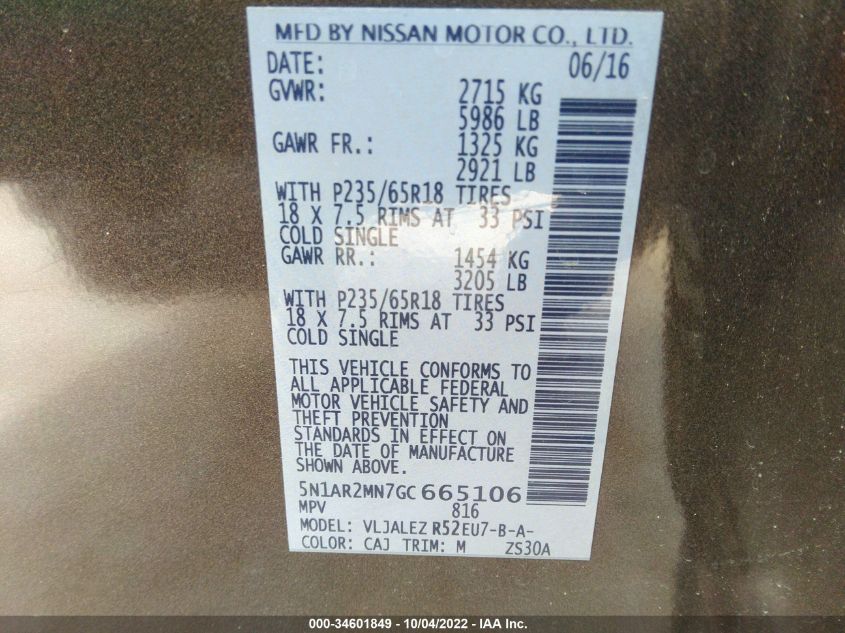 MFD BY NISSAN MOTOR CO., LTD.
DATE: 06/16
GVWR: 2715 KG
5986 LB
GAWR FR.: 1325 KG
2921 LB
WITH P235/65R18 TIRES
18 X 7.5 RIMS AT 33 PSI
COLD SINGLE
GAWR RR.: 1454 KG
3205 LB
WITH P235/65R18 TIRES
18 X 7.5 RIMS AT 33 PSI
COLD SINGLE
THIS VEHICLE CONFORMS TO
ALL APPLICABLE FEDERAL
MOTOR VEHICLE SAFETY AND
THEFT PREVENTION
STANDARDS IN EFFECT ON
THE DATE OF MANUFACTURE
SHOWN ABOVE.
5N1AR2MN7GC665106
MPV 816
MODEL: VLJALEZ R52EU7-B-A-
COLOR: CAJ TRIM: M ZS30A
000-34601849 - 10/04/2022 - IAA Inc.